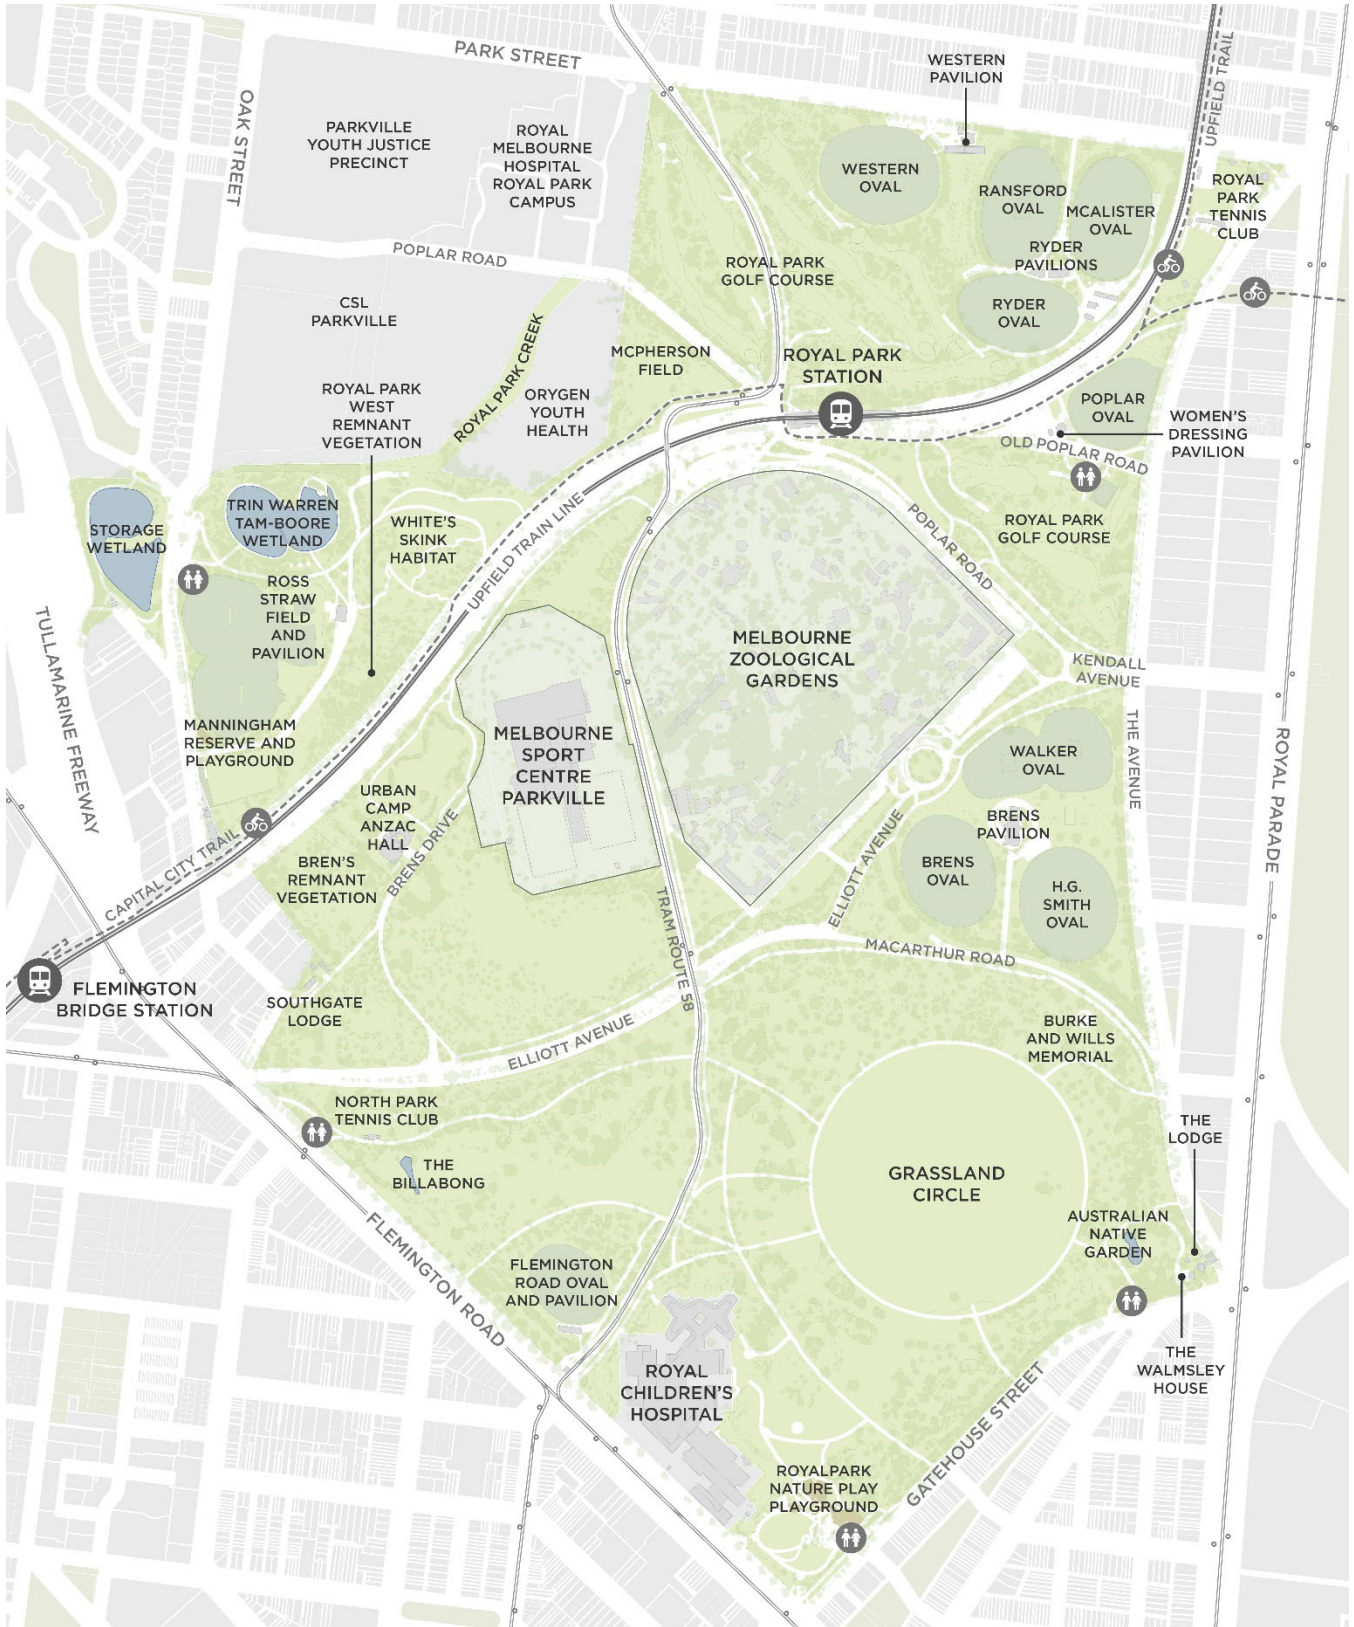 PARK STREET
WESTERN
PAVILION
UPFIELD TRAIL
OAK STREET
PARKVILLE
YOUTH JUSTICE
PRECINCT
ROYAL
MELBOURNE
HOSPITAL
ROYAL PARK
CAMPUS
WESTERN
OVAL
RANSFORD
OVAL
MCALISTER
OVAL
ROYAL
PARK
TENNIS
CLUB
RYDER
PAVILIONS
POPLAR ROAD
ROYAL PARK
GOLF COURSE
CSL
PARKVILLE
RYDER
OVAL
ROYAL PARK CREEK
MCPHERSON
FIELD
ROYAL PARK
STATION
ROYAL PARK
WEST
REMNANT
VEGETATION
ORYGEN
YOUTH
HEALTH
POPLAR
OVAL
WOMEN'S
DRESSING
PAVILION
OLD POPLAR ROAD
STORAGE
WETLAND
TRIN WARREN
TAM-BOORE
WETLAND
WHITE'S
SKINK
HABITAT
UPFIELD TRAIN LINE
POPLAR ROAD
ROYAL PARK
GOLF COURSE
ROSS
STRAW
FIELD
AND
PAVILION
TULLAMARINE FREEWAY
MELBOURNE
ZOOLOGICAL
GARDENS
KENDALL
AVENUE
THE AVENUE
ROYAL PARADE
MANNINGHAM
RESERVE AND
PLAYGROUND
MELBOURNE
SPORT
CENTRE
PARKVILLE
WALKER
OVAL
URBAN
CAMP
ANZAC
HALL
BRENS DRIVE
BRENS
PAVILION
ELLIOTT AVENUE
CAPITAL CITY TRAIL
BREN'S
REMNANT
VEGETATION
BRENS
OVAL
H.G.
SMITH
OVAL
TRAM ROUTE 58
MACARTHUR ROAD
FLEMINGTON
BRIDGE STATION
SOUTHGATE
LODGE
ELLIOTT AVENUE
BURKE
AND WILLS
MEMORIAL
NORTH PARK
TENNIS CLUB
THE
LODGE
THE
BILLABONG
GRASSLAND
CIRCLE
AUSTRALIAN
NATIVE
GARDEN
FLEMINGTON ROAD
FLEMINGTON
ROAD OVAL
AND PAVILION
THE
WALMSLEY
HOUSE
ROYAL
CHILDREN'S
HOSPITAL
GATEHOUSE STREET
ROYALPARK
NATURE PLAY
PLAYGROUND